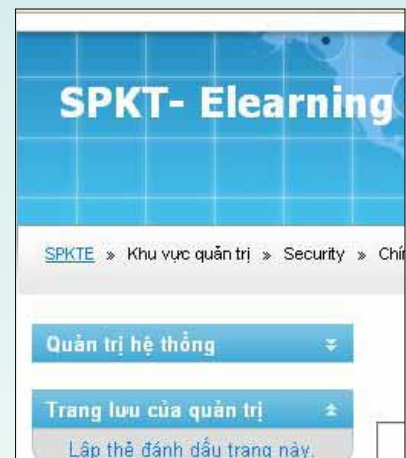 SPKT- Elearning
SPKTE » Khu vực quản trị » Security »
Quản trị hệ thống
Trang lưu của quản trị
Lập thẻ đánh dấu trang này.